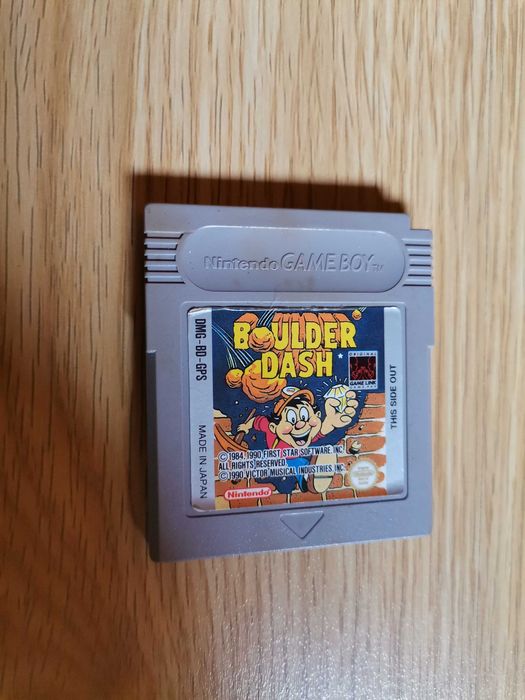 Nintendo GAME BOY TM
BOULDER
DASH
DMG-BD-GPS
MADE IN JAPAN
ORIGINAL
GAME LINK
THIS SIDE OUT
©1984, 1990, FIRST STAR SOFTWARE, INC.
ALL RIGHTS RESERVED.
©1990, VICTOR MUSICAL INDUSTRIES, INC.
Nintendo